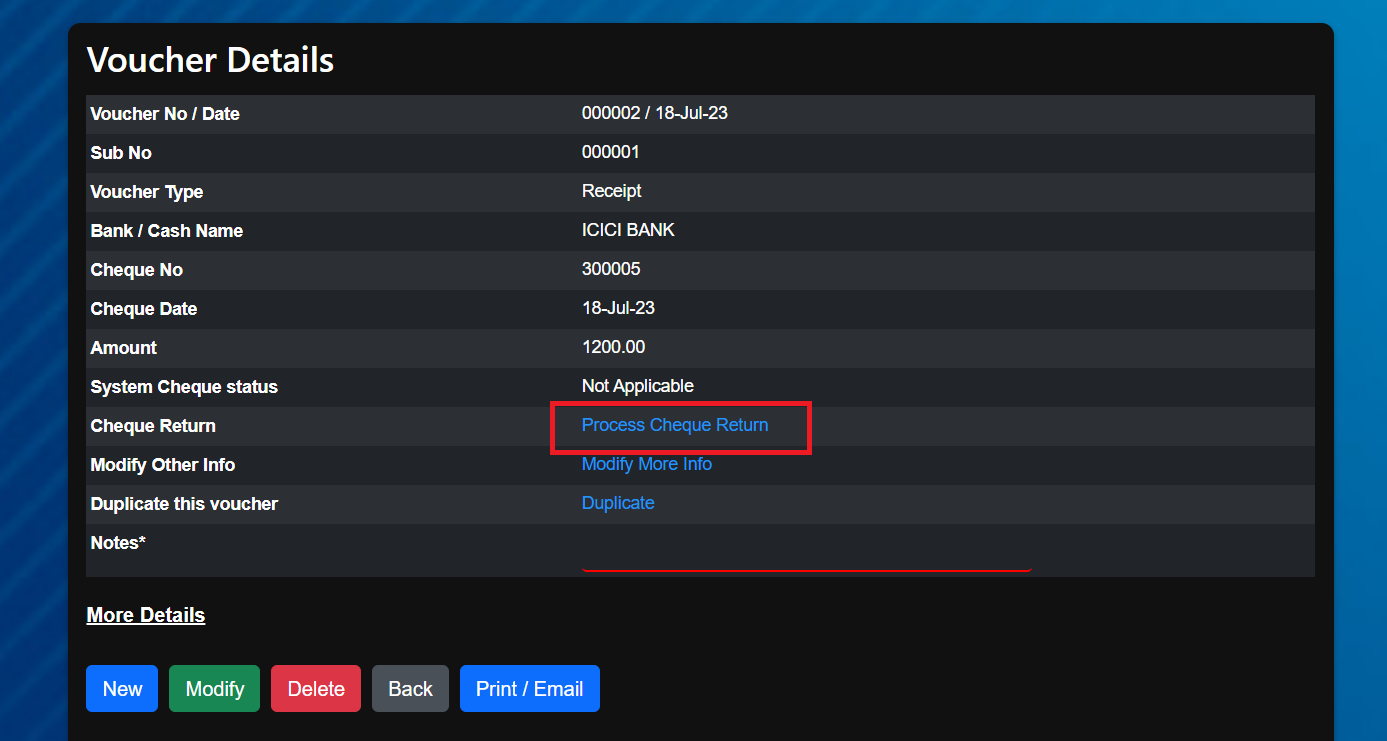 Voucher Details
Voucher No / Date 000002 / 18-Jul-23
Sub No 000001
Voucher Type Receipt
Bank / Cash Name ICICI BANK
Cheque No 300005
Cheque Date 18-Jul-23
Amount 1200.00
System Cheque status Not Applicable
Cheque Return Process Cheque Return
Modify Other Info Modify More Info
Duplicate this voucher Duplicate
Notes*
More Details
New Modify Delete Back Print / Email